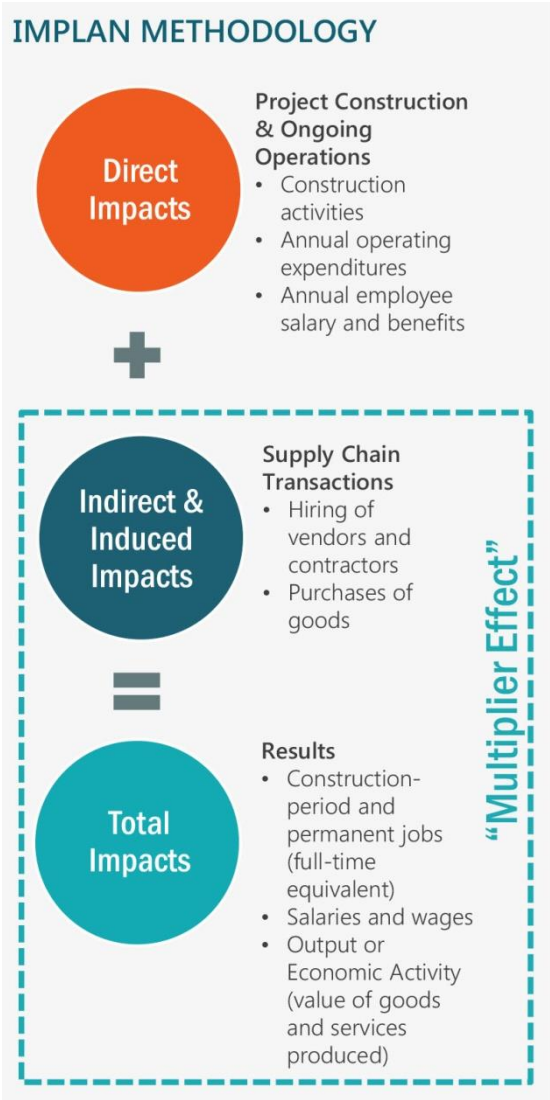 IMPLAN METHODOLOGY
Direct
Impacts
Project Construction
& Ongoing
Operations
• Construction
activities
• Annual operating
expenditures
• Annual employee
salary and benefits
+
Indirect &
Induced
Impacts
Supply Chain
Transactions
• Hiring of
vendors and
contractors
• Purchases of
goods
=
Total
Impacts
Results
• Construction-
period and
permanent jobs
(full-time
equivalent)
• Salaries and wages
• Output or
Economic Activity
(value of goods
and services
produced)
“Multiplier Effect”